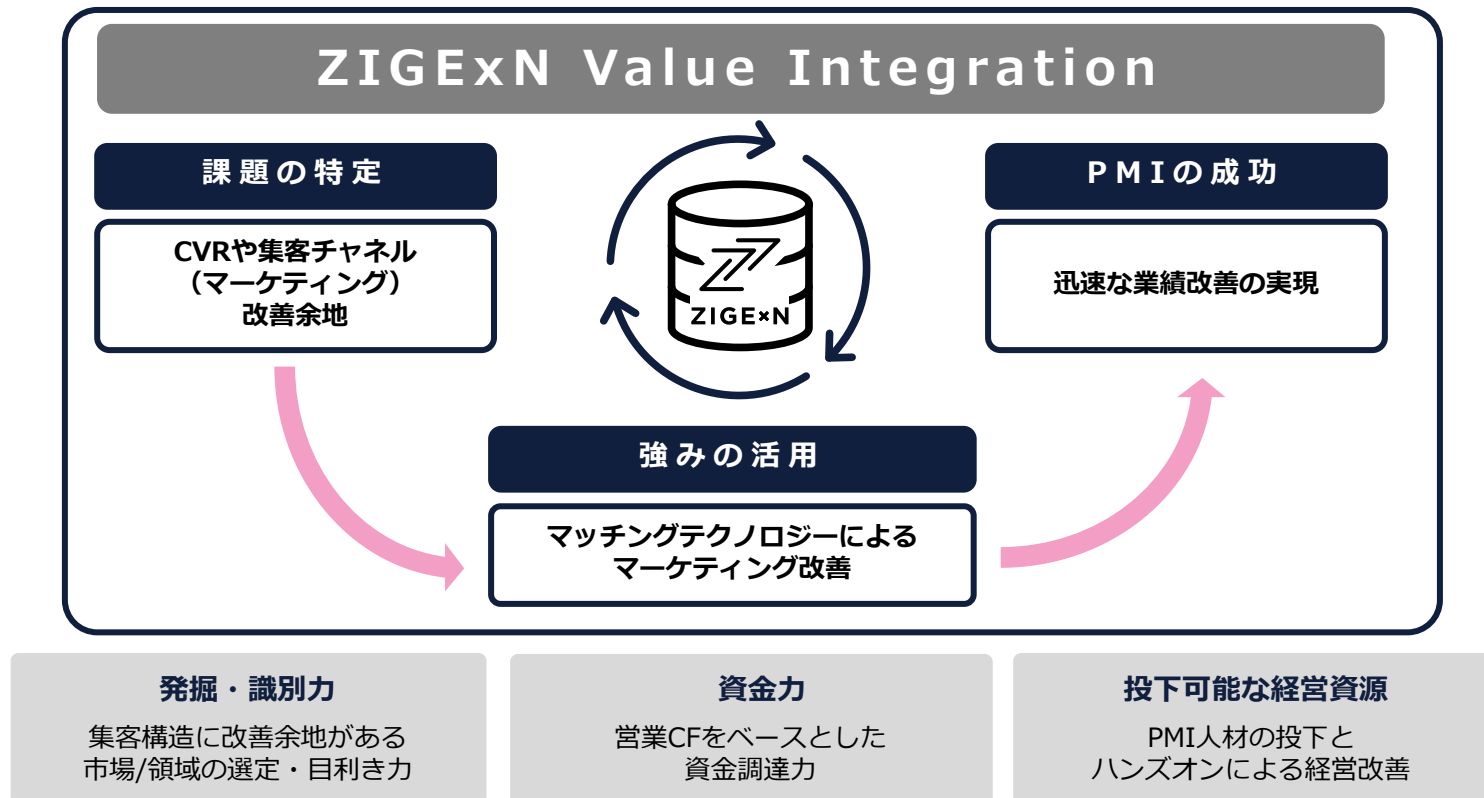 ZIGExN Value Integration
課題の特定
CVRや集客チャネル
（マーケティング）
改善余地
ZIGE×N
PMIの成功
迅速な業績改善の実現
強みの活用
マッチングテクノロジーによる
マーケティング改善
発掘・識別力
集客構造に改善余地がある
市場/領域の選定・目利き力
資金力
営業CFをベースとした
資金調達力
投下可能な経営資源
PMI人材の投下と
ハンズオンによる経営改善